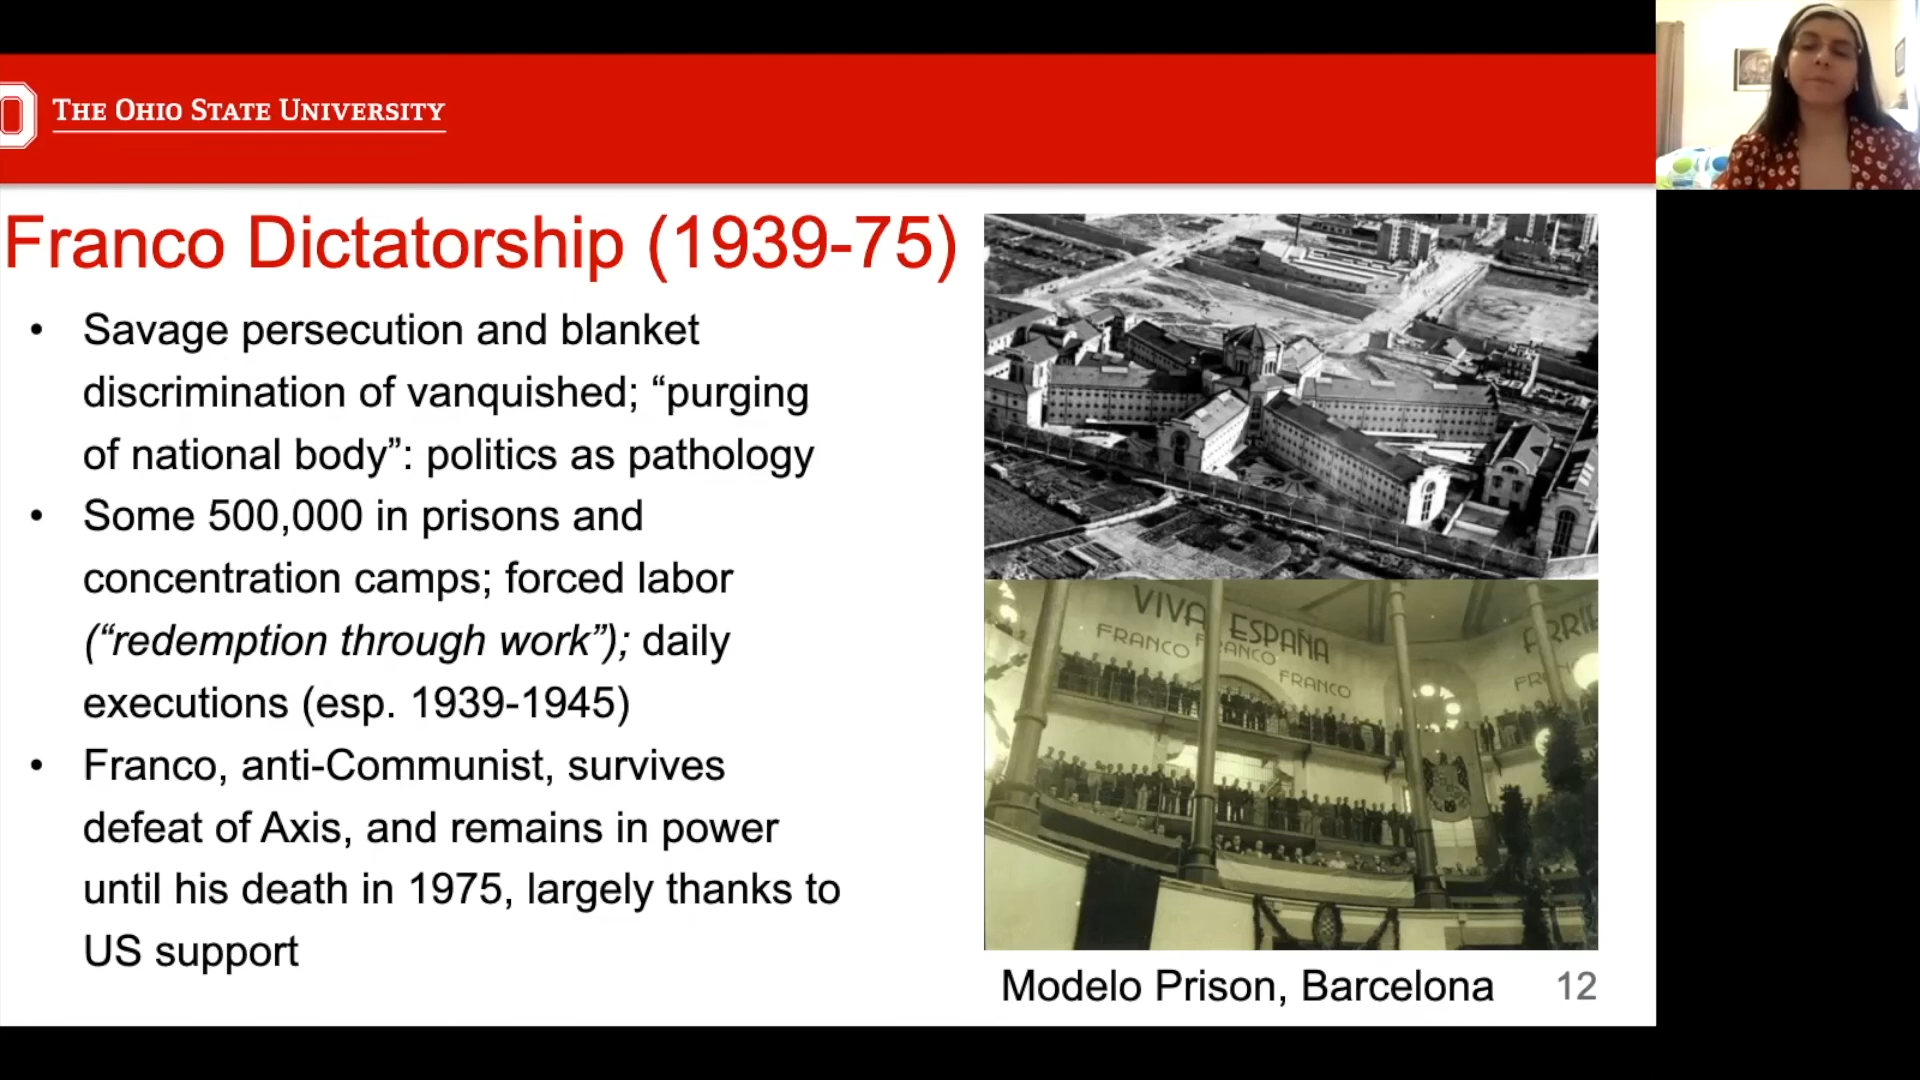 THE OHIO STATE UNIVERSITY
Franco Dictatorship (1939-75)
• Savage persecution and blanket
discrimination of vanquished; “purging
of national body”: politics as pathology
• Some 500,000 in prisons and
concentration camps; forced labor
(“redemption through work”); daily
executions (esp. 1939-1945)
• Franco, anti-Communist, survives
defeat of Axis, and remains in power
until his death in 1975, largely thanks to
US support
VIVA ESPAÑA
FRANCO FRANCO FRANCO
ARRIB
FR
Modelo Prison, Barcelona
12